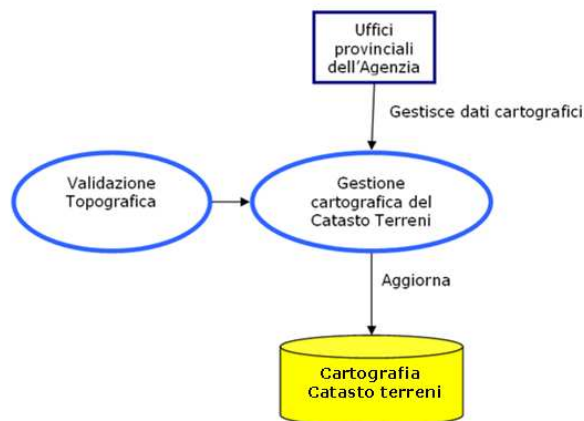 Uffici
provinciali
dell'Agenzia
Gestisce dati cartografici
Validazione
Topografica
Gestione
cartografica del
Catasto Terreni
Aggiorna
Cartografia
Catasto terreni